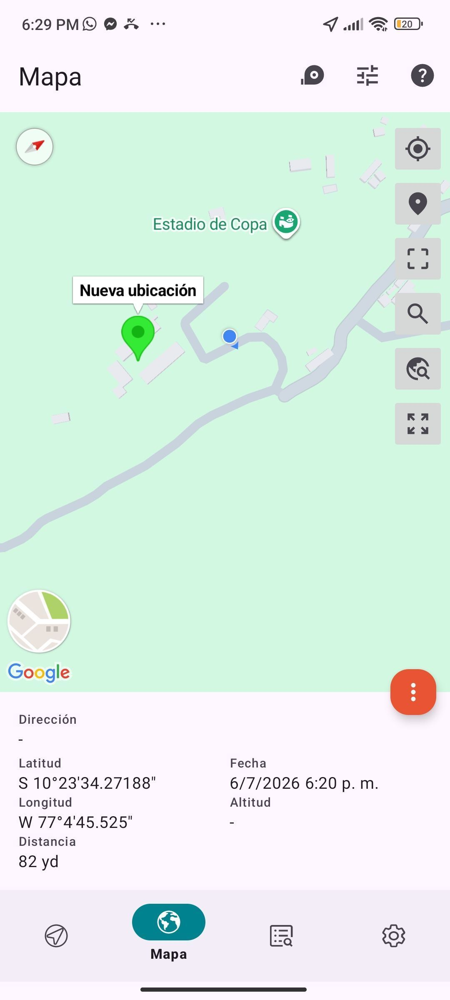 6:29 PM
20
Mapa
Estadio de Copa
Nueva ubicación
Google
Dirección
-
Latitud
Fecha
S 10°23'34.27188"
6/7/2026 6:20 p. m.
Longitud
Altitud
W 77°4'45.525"
-
Distancia
82 yd
Mapa